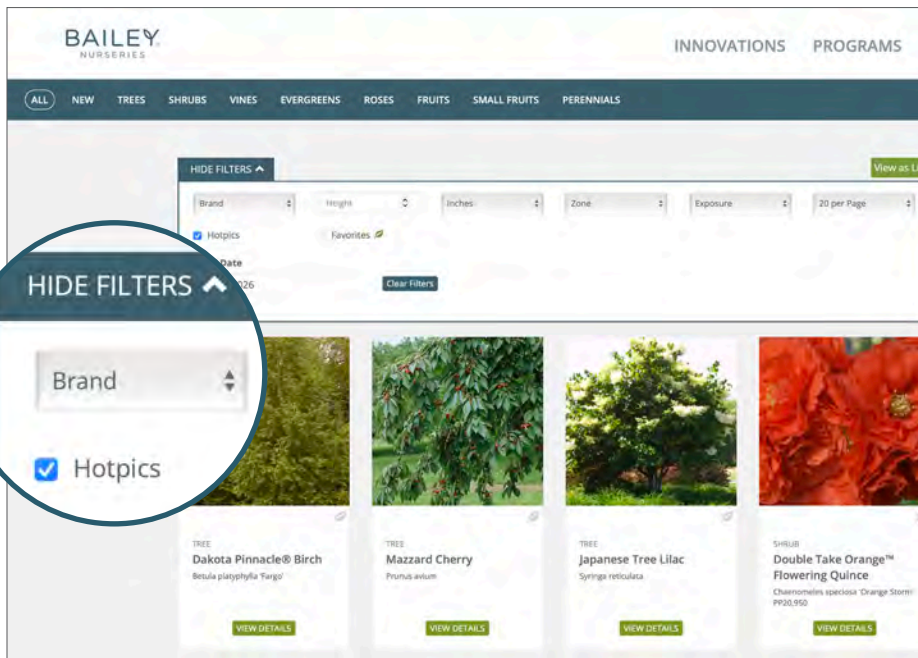 BAILEY
NURSERIES
INNOVATIONS PROGRAMS
ALL NEW TREES SHRUBS VINES EVERGREENS ROSES FRUITS SMALL FRUITS PERENNIALS
HIDE FILTERS
View as
Brand Height Inches Zone Exposure 20 per Page
Hotpics Favorites
Date
Clear Filters
HIDE FILTERS
Brand
Hotpics
TREE
Dakota Pinnacle® Birch
Betula platyphylla 'Fargo'
VIEW DETAILS
TREE
Mazzard Cherry
Prunus avium
VIEW DETAILS
TREE
Japanese Tree Lilac
Syringa reticulata
VIEW DETAILS
SHRUB
Double Take Orange™
Flowering Quince
Chaenomeles speciosa 'Orange Storm'
PP20,950
VIEW DETAILS